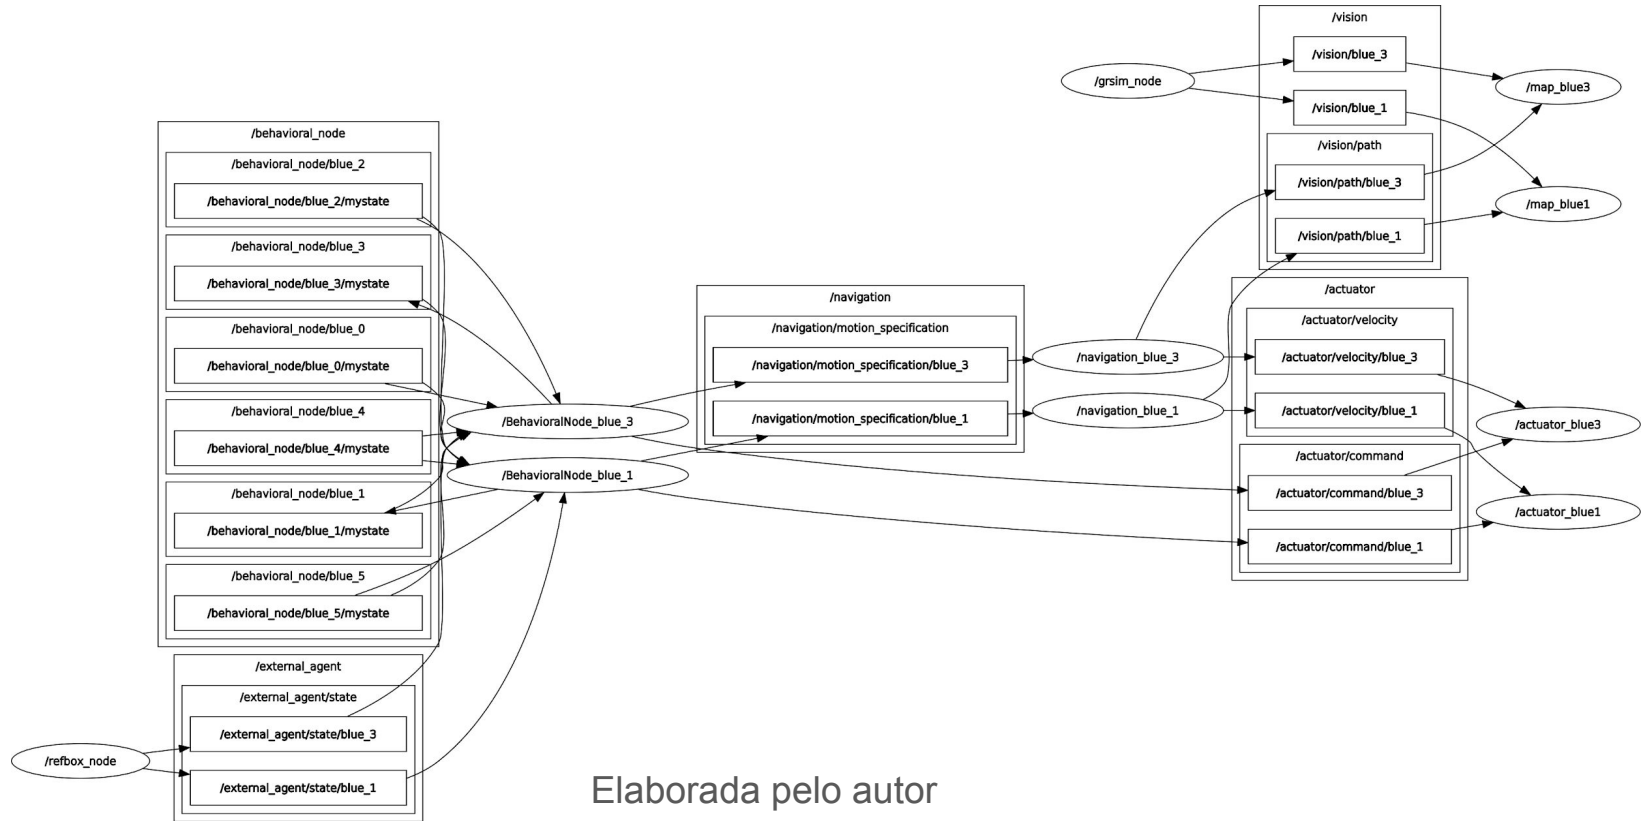 /behavioral_node
/behavioral_node/blue_2
/behavioral_node/blue_2/mystate
/behavioral_node/blue_3
/behavioral_node/blue_3/mystate
/behavioral_node/blue_0
/behavioral_node/blue_0/mystate
/behavioral_node/blue_4
/behavioral_node/blue_4/mystate
/behavioral_node/blue_1
/behavioral_node/blue_1/mystate
/behavioral_node/blue_5
/behavioral_node/blue_5/mystate
/external_agent
/external_agent/state
/external_agent/state/blue_3
/external_agent/state/blue_1
/refbox_node
/BehavioralNode_blue_3
/BehavioralNode_blue_1
/navigation
/navigation/motion_specification
/navigation/motion_specification/blue_3
/navigation/motion_specification/blue_1
/navigation_blue_3
/navigation_blue_1
/grsim_node
/vision
/vision/blue_3
/vision/blue_1
/vision/path
/vision/path/blue_3
/vision/path/blue_1
/actuator
/actuator/velocity
/actuator/velocity/blue_3
/actuator/velocity/blue_1
/actuator/command
/actuator/command/blue_3
/actuator/command/blue_1
/map_blue3
/map_blue1
/actuator_blue3
/actuator_blue1
Elaborada pelo autor